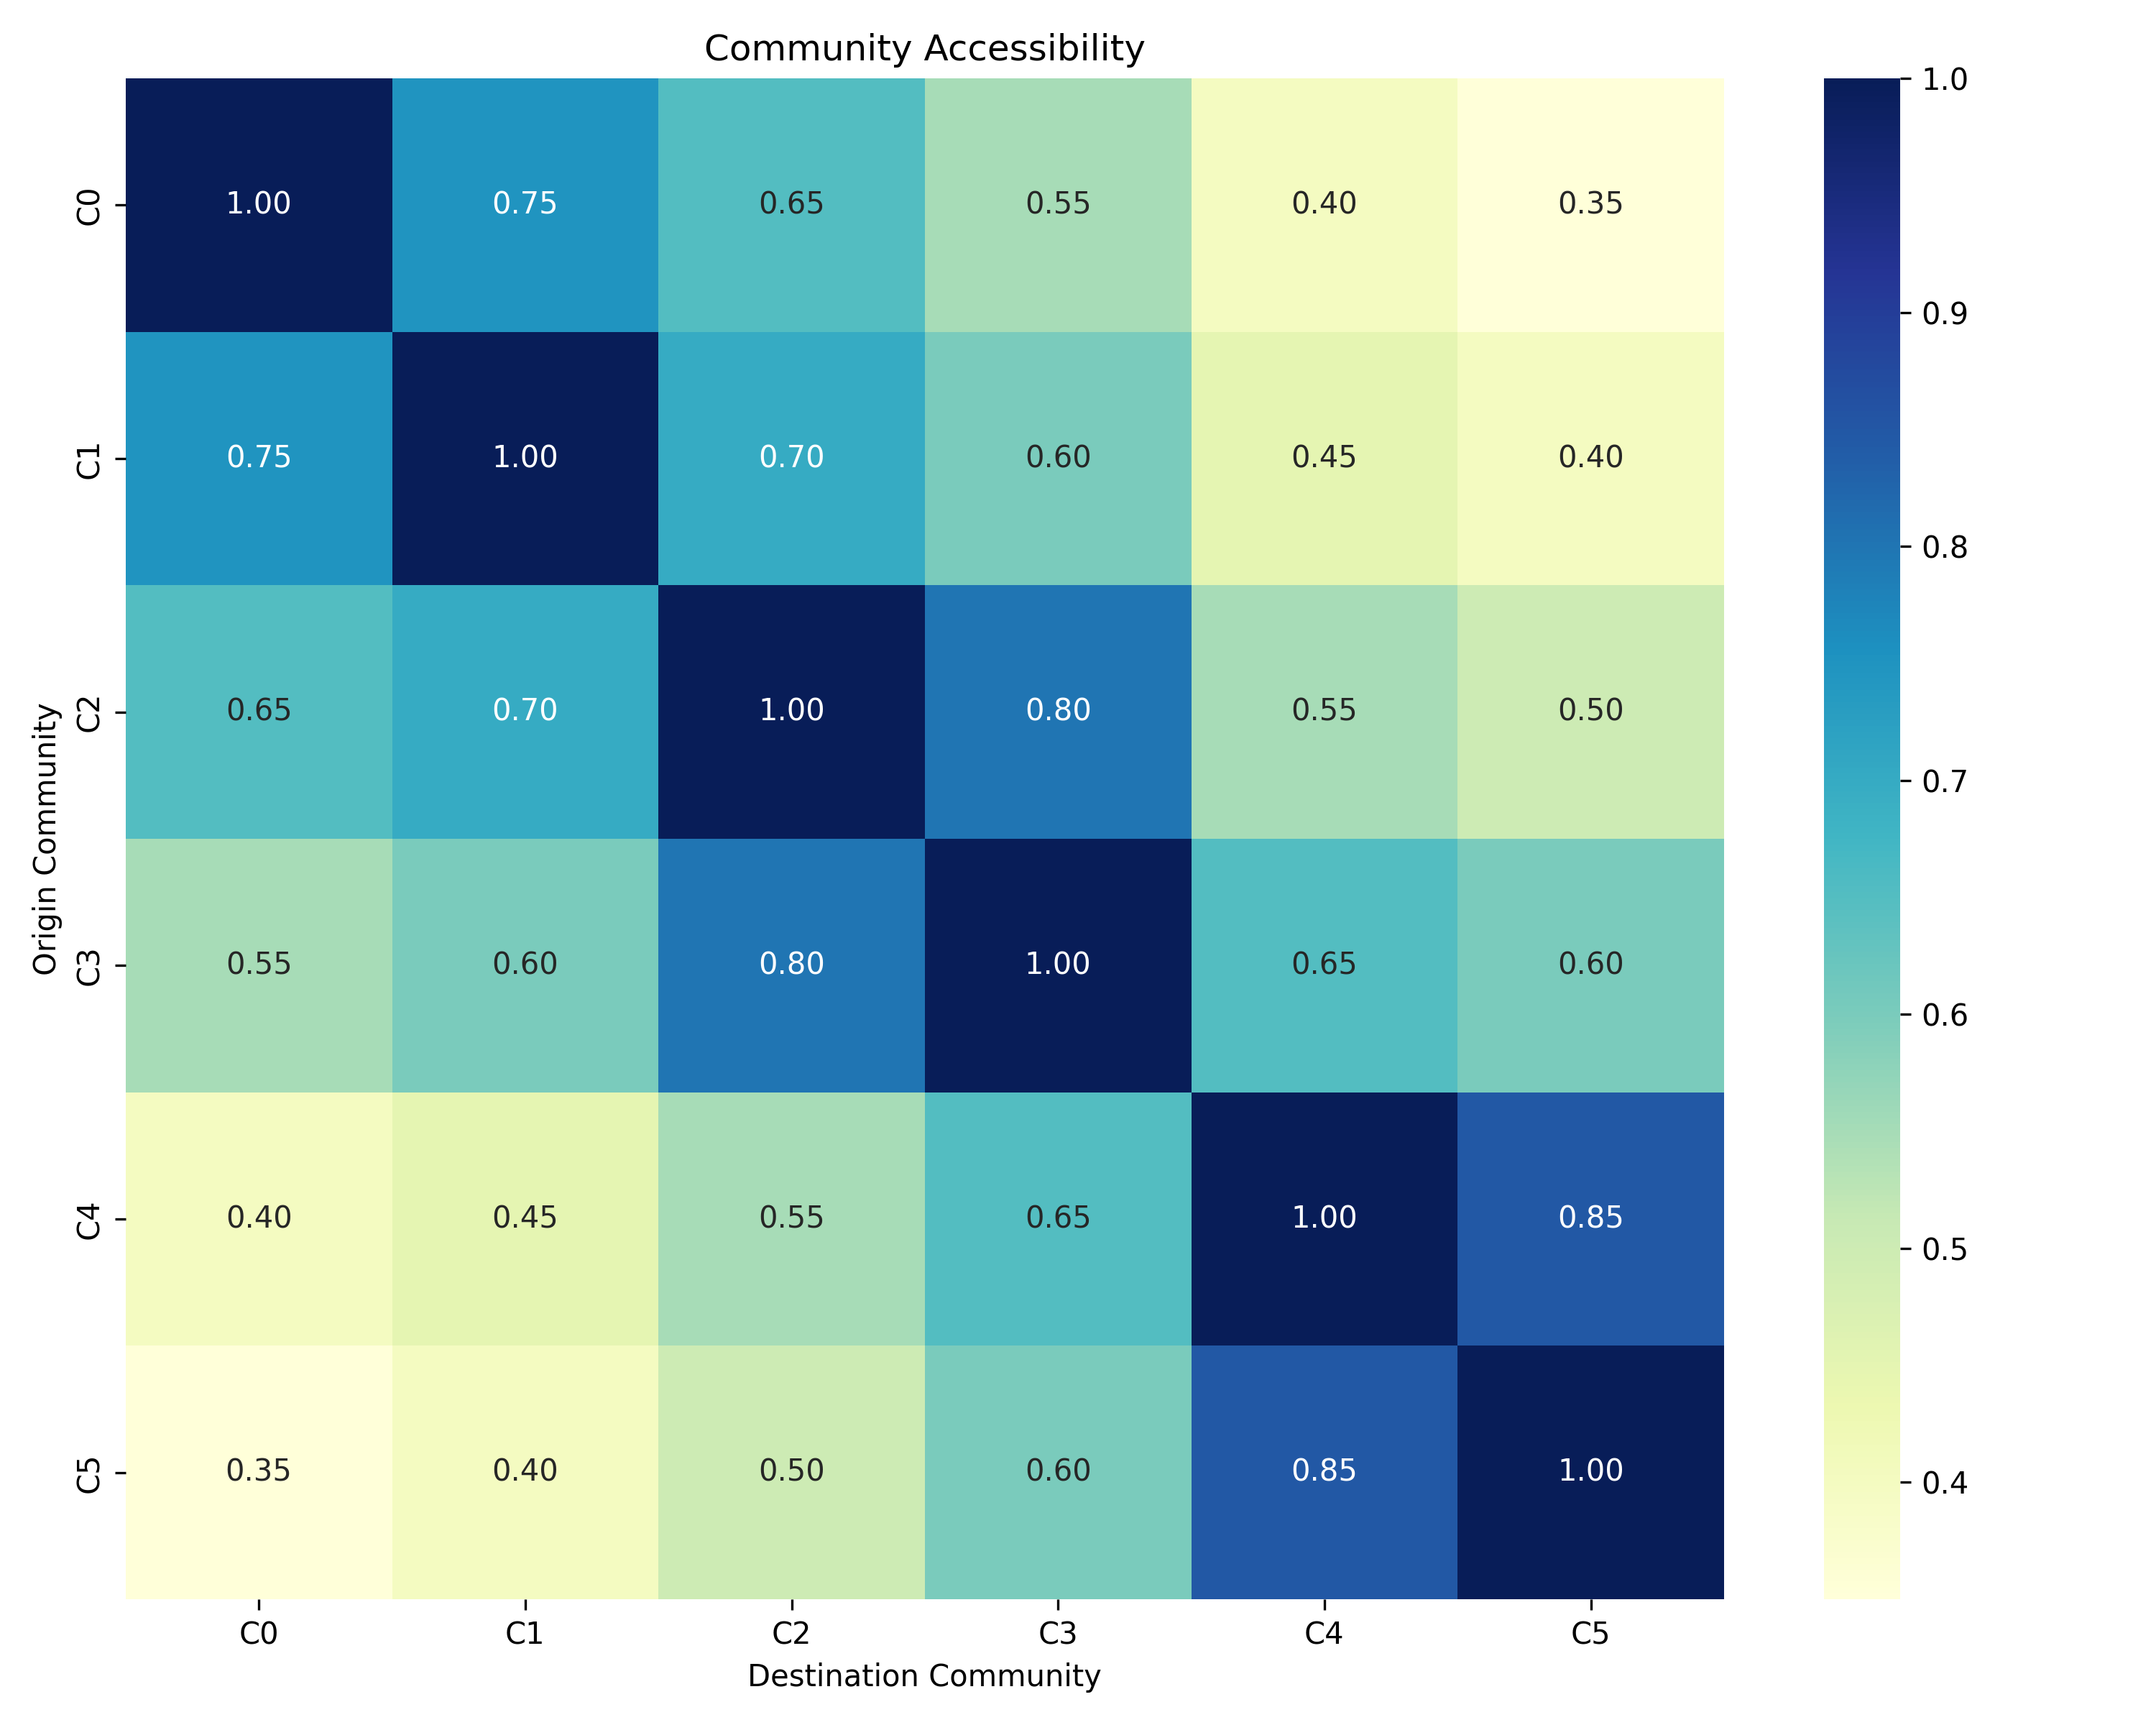 Community Accessibility
C0 1.00 0.75 0.65 0.55 0.40 0.35
C1 0.75 1.00 0.70 0.60 0.45 0.40
C2 0.65 0.70 1.00 0.80 0.55 0.50
C3 0.55 0.60 0.80 1.00 0.65 0.60
C4 0.40 0.45 0.55 0.65 1.00 0.85
C5 0.35 0.40 0.50 0.60 0.85 1.00
C0 C1 C2 C3 C4 C5
Destination Community
Origin Community
1.0
0.9
0.8
0.7
0.6
0.5
0.4